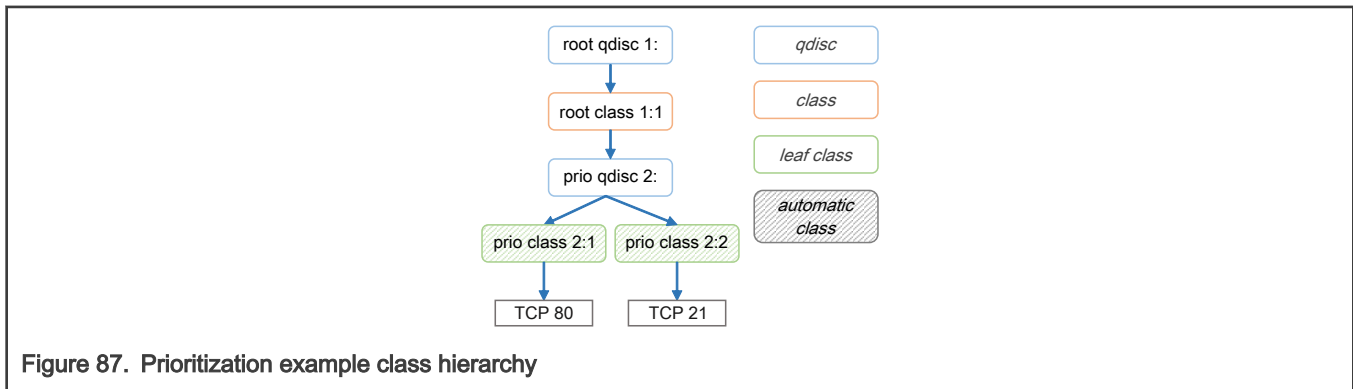 root qdisc 1:
qdisc
root class 1:1
class
prio qdisc 2:
leaf class
automatic
class
prio class 2:1
prio class 2:2
TCP 80
TCP 21
Figure 87. Prioritization example class hierarchy